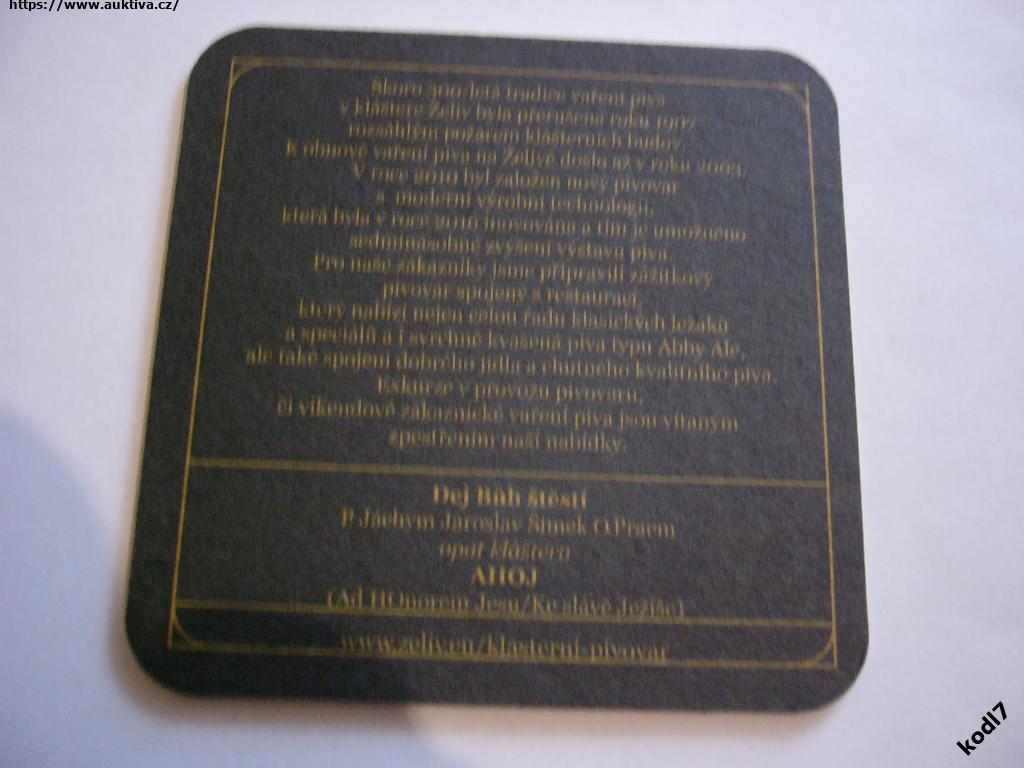 https://www.auktiva.cz/
Skoro 300letá tradice vaření piva
v klášteře Želiv byla přerušena roku 1907
rozsáhlým požárem klášterních budov
K obnově vaření piva na Želivě došlo až v roku 2003
V roce 2010 byl založen nový pivovar
s moderní výrobní technologií,
která byla v roce 2016 inovována a tím je umožněno
sedminásobné zvýšení výstavu piva
Pro naše zákazníky jsme připravili zážitkový
pivovar spojený s restaurací,
který nabízí nejen celou řadu klasických ležáků
a speciálů a i svrchně kvašená piva typu Abby Ale,
ale také spojení dobrého jídla a chutného kvalitního piva
Exkurze v provozu pivovaru,
či víkendové zákaznické vaření piva jsou vítaným
zpestřením naší nabídky.
Dej Bůh štěstí
P. Jáchym Jaroslav Šimek O.Praem
opat kláštera
AHOJ
(Ad HOnorem Jesu/Ke slávě Ježíše)
www.zeliv.eu/klasterni-pivovar
kodl7